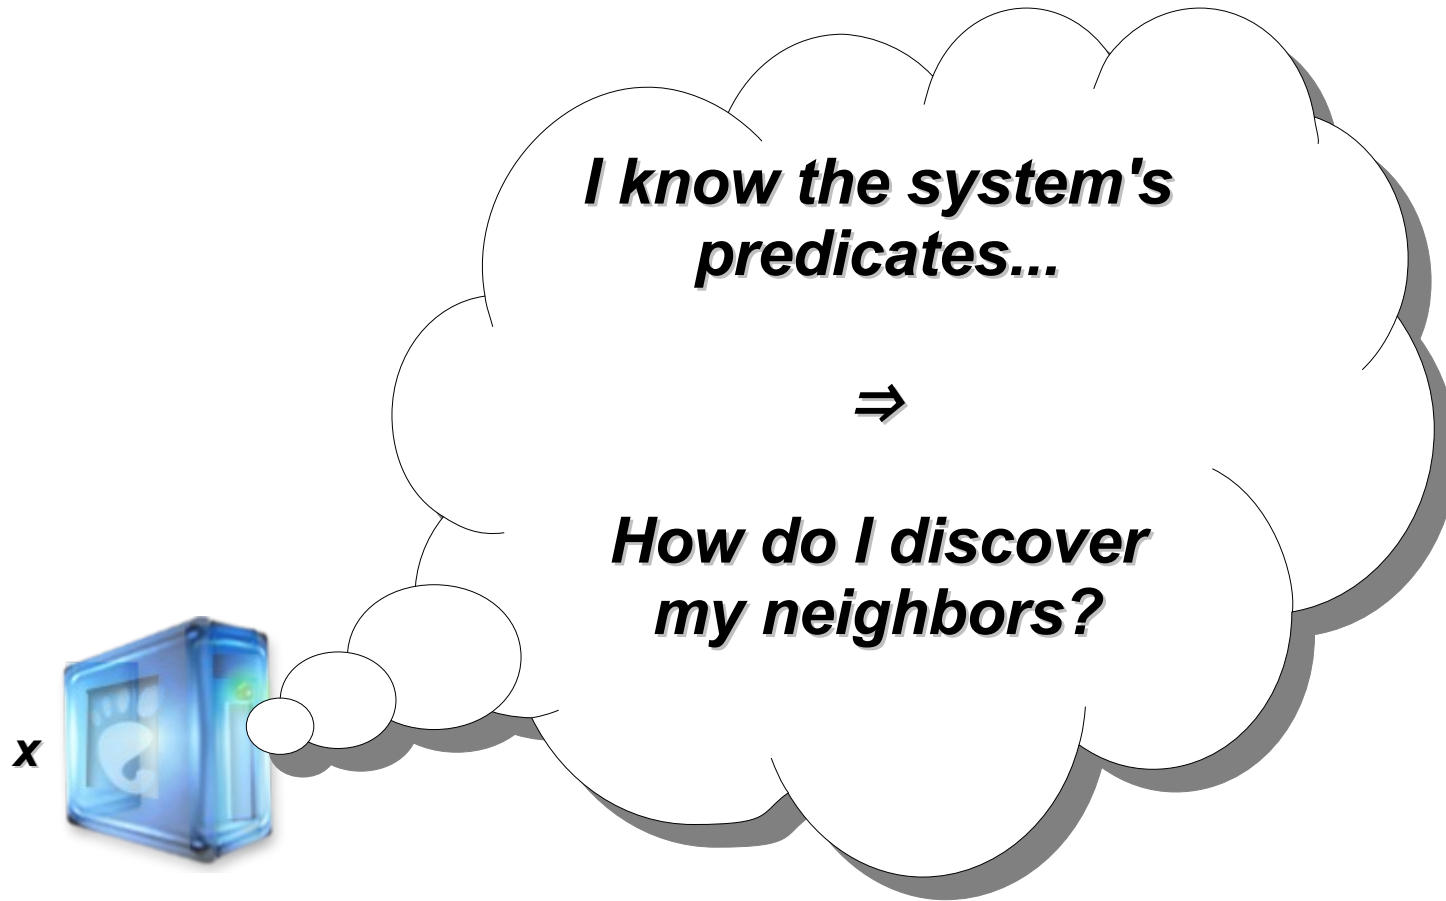 I know the system's
predicates...
⇒
How do I discover
my neighbors?
x